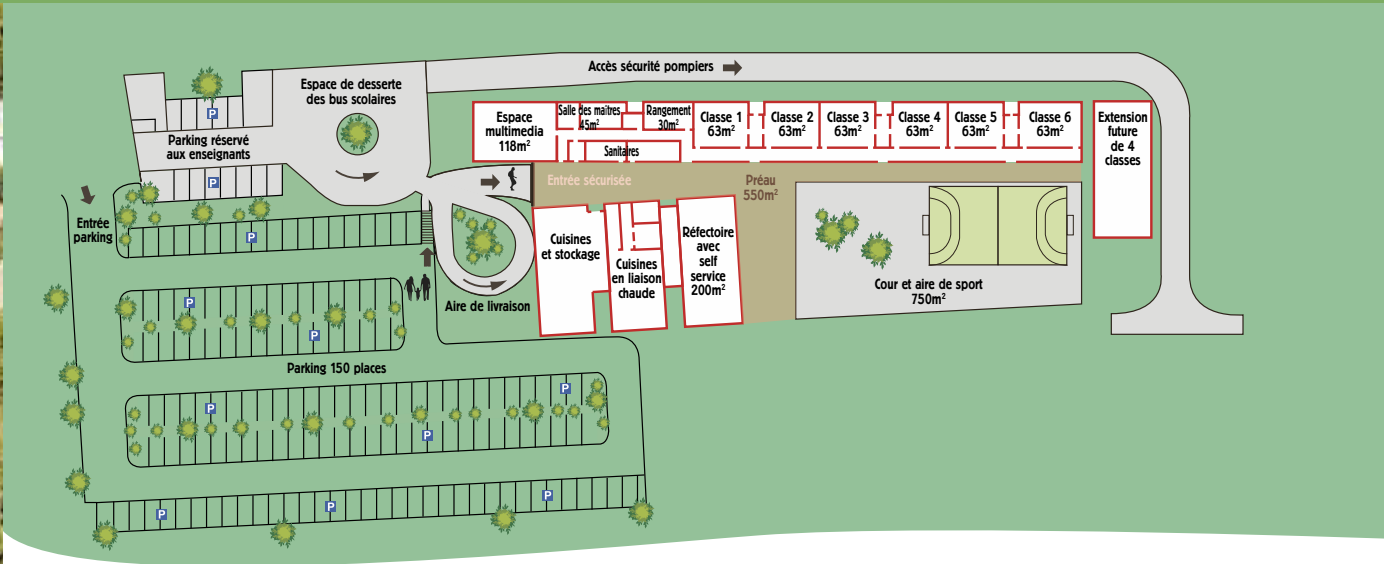 Accès sécurité pompiers
Espace de desserte
des bus scolaires
P
Parking réservé
aux enseignants
P
Espace
multimedia
118m²
Salle des maîtres
45m²
Rangement
30m²
Sanitaires
Classe 1
63m²
Classe 2
63m²
Classe 3
63m²
Classe 4
63m²
Classe 5
63m²
Classe 6
63m²
Extension
future
de 4
classes
Entrée sécurisée
Préau
550m²
Entrée
parking
P
Cuisines
et stockage
Cuisines
en liaison
chaude
Réfectoire
avec
self
service
200m²
Cour et aire de sport
750m²
Aire de livraison
P
P
Parking 150 places
P
P
P
P
P
P